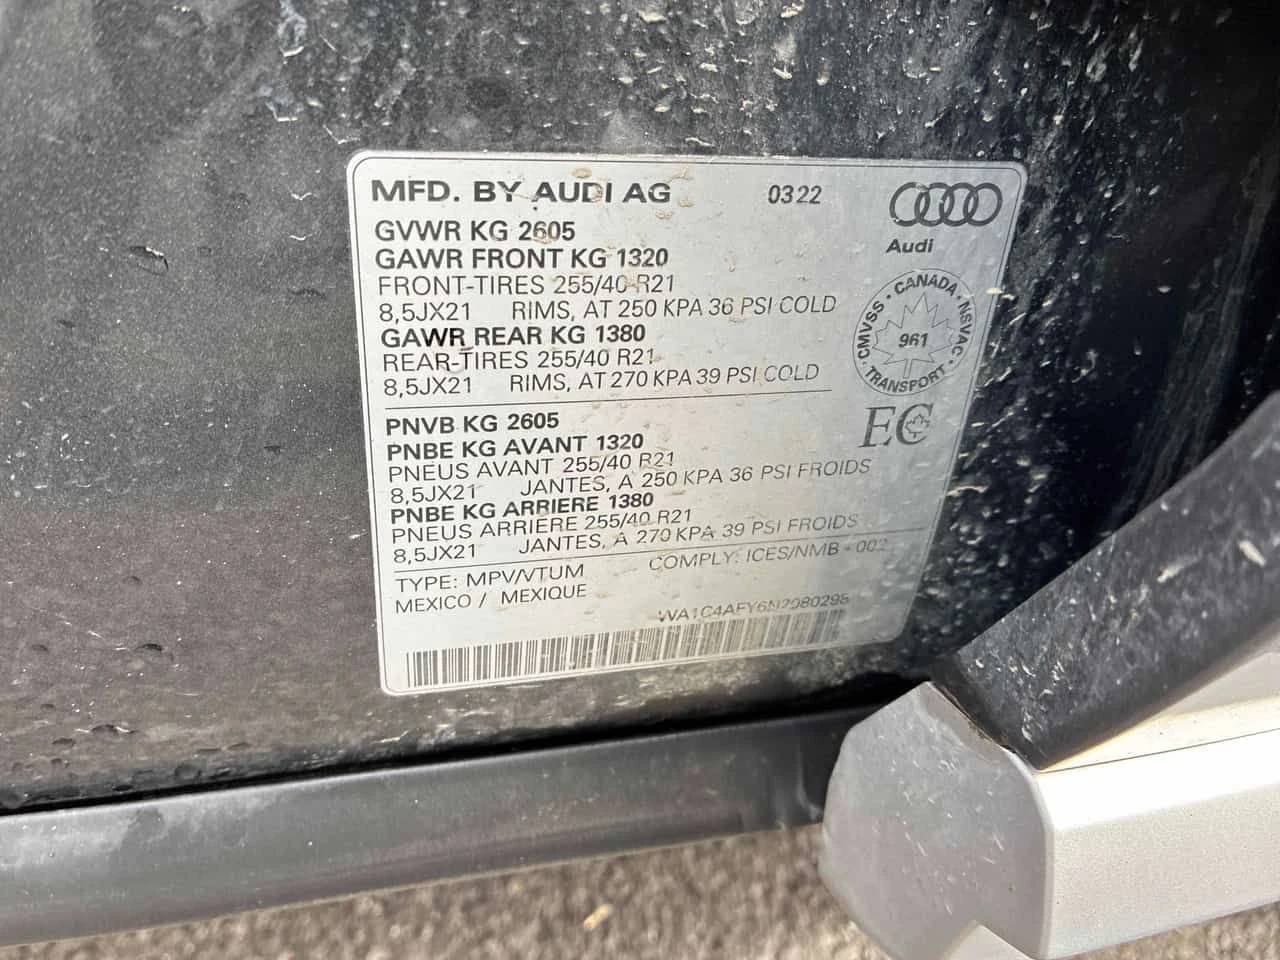 MFD. BY AUDI AG 0322
Audi
GVWR KG 2605
GAWR FRONT KG 1320
FRONT-TIRES 255/40 R21
8,5JX21 RIMS, AT 250 KPA 36 PSI COLD
GAWR REAR KG 1380
REAR-TIRES 255/40 R21
8,5JX21 RIMS, AT 270 KPA 39 PSI COLD
CMVSS · CANADA · NSVAC · TRANSPORT ·
961
EC
PNVB KG 2605
PNBE KG AVANT 1320
PNEUS AVANT 255/40 R21
8,5JX21 JANTES, A 250 KPA 36 PSI FROIDS
PNBE KG ARRIERE 1380
PNEUS ARRIERE 255/40 R21
8,5JX21 JANTES, A 270 KPA 39 PSI FROIDS
TYPE: MPV/VTUM COMPLY: ICES/NMB - 002
MEXICO / MEXIQUE
WA1C4AFY6N2080298